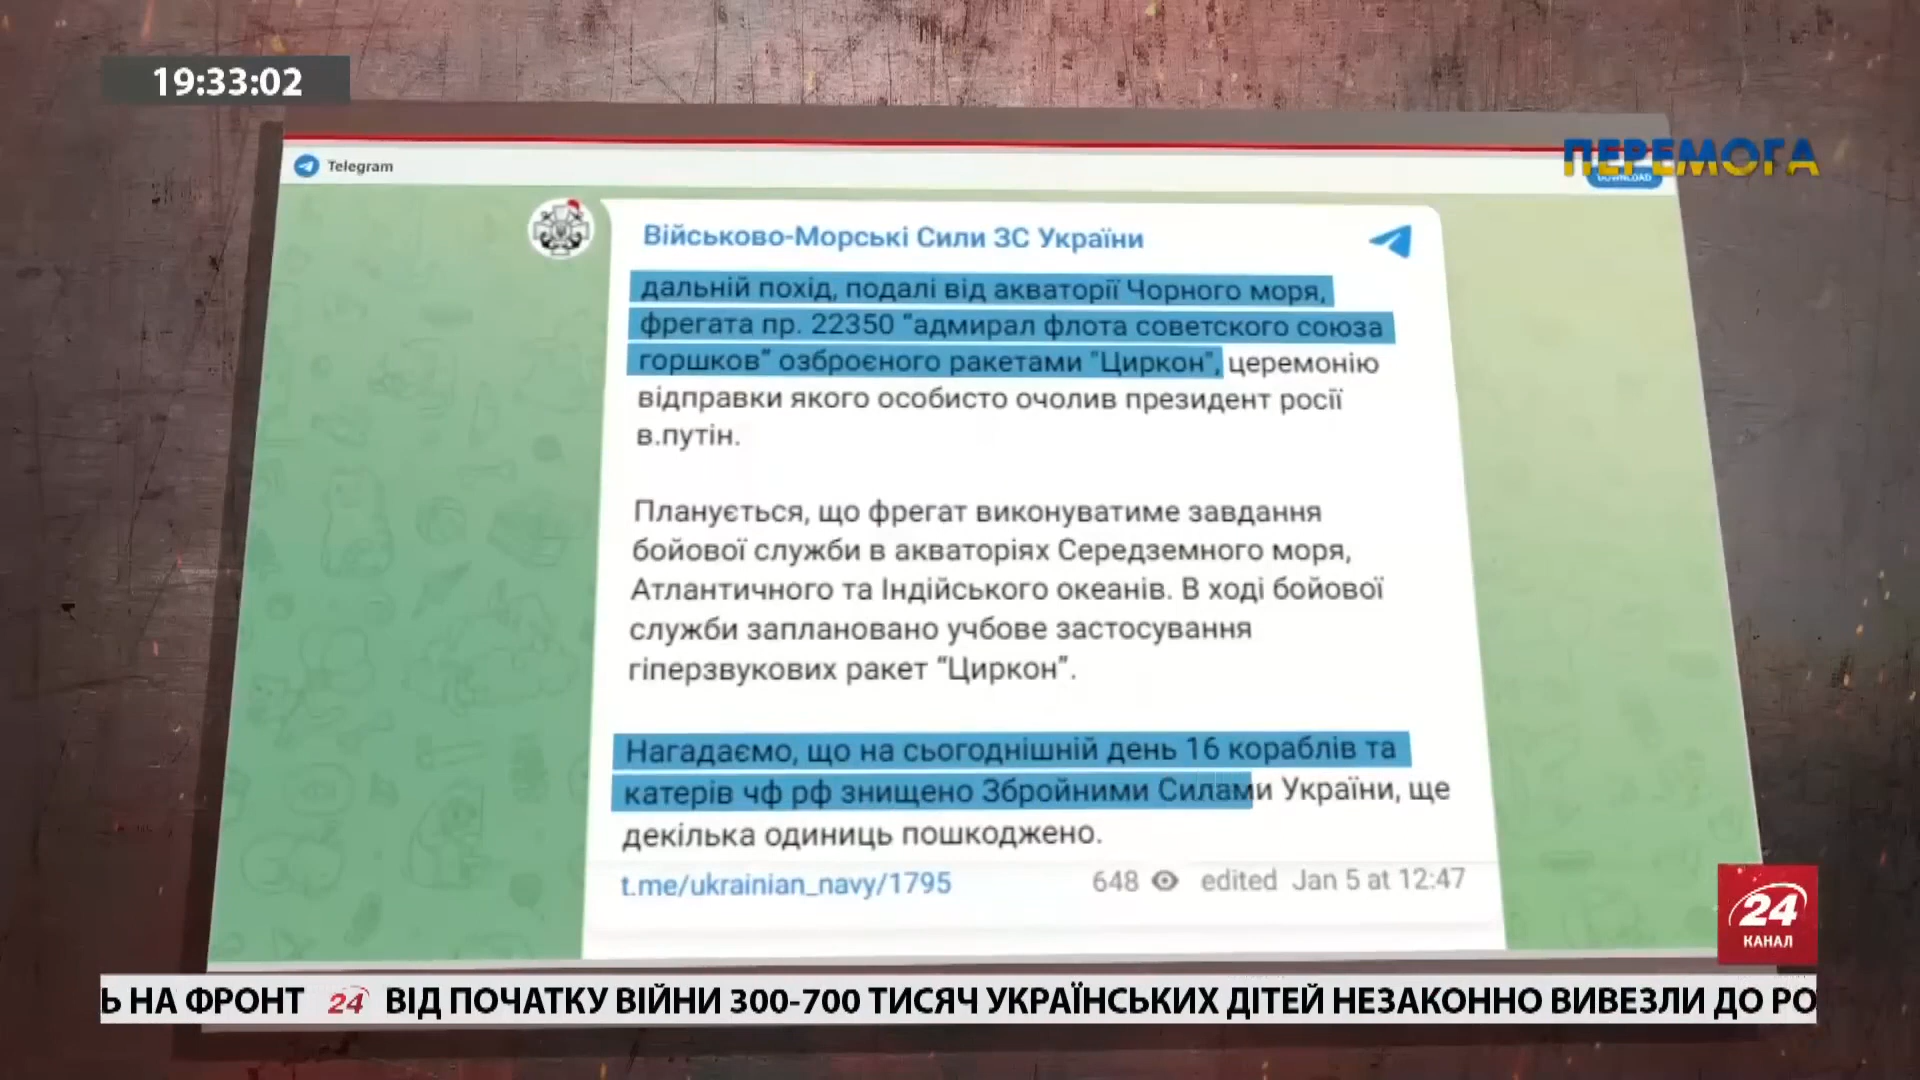 19:33:02
Telegram
ПЕРЕМОГА
DOWNLOAD
Військово-Морські Сили ЗС України
дальній похід, подалі від акваторії Чорного моря,
фрегата пр. 22350 "адмирал флота советского союза
горшков" озброєного ракетами "Циркон", церемонію
відправки якого особисто очолив президент росії
в.путін.
Планується, що фрегат виконуватиме завдання
бойової служби в акваторіях Середземного моря,
Атлантичного та Індійського океанів. В ході бойової
служби заплановано учбове застосування
гіперзвукових ракет "Циркон".
Нагадаємо, що на сьогоднішній день 16 кораблів та
катерів чф рф знищено Збройними Силами України, ще
декілька одиниць пошкоджено.
t.me/ukrainian_navy/1795 648 edited Jan 5 at 12:47
24
КАНАЛ
Ь НА ФРОНТ 24 ВІД ПОЧАТКУ ВІЙНИ 300-700 ТИСЯЧ УКРАЇНСЬКИХ ДІТЕЙ НЕЗАКОННО ВИВЕЗЛИ ДО РО